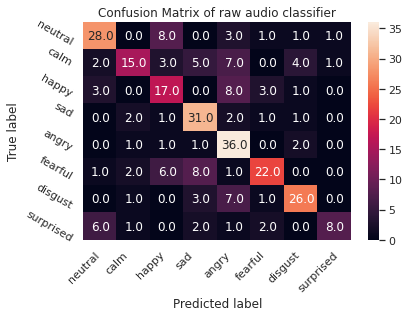 Confusion Matrix of raw audio classifier
True label
neutral 28.0 0.0 8.0 0.0 3.0 1.0 1.0 1.0
calm 2.0 15.0 3.0 5.0 7.0 0.0 4.0 1.0
happy 3.0 0.0 17.0 0.0 8.0 3.0 1.0 0.0
sad 0.0 2.0 1.0 31.0 2.0 1.0 1.0 0.0
angry 0.0 1.0 1.0 1.0 36.0 0.0 2.0 0.0
fearful 1.0 2.0 6.0 8.0 1.0 22.0 0.0 0.0
disgust 0.0 1.0 0.0 3.0 7.0 1.0 26.0 0.0
surprised 6.0 1.0 0.0 2.0 1.0 2.0 0.0 8.0
neutral calm happy sad angry fearful disgust surprised
Predicted label
35
30
25
20
15
10
5
0